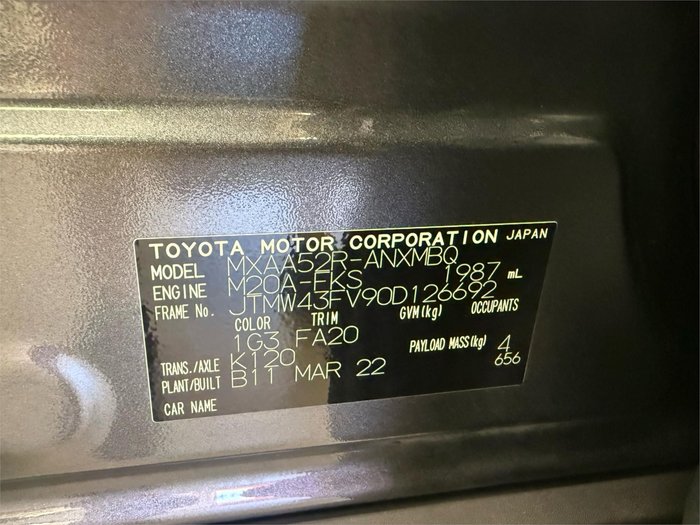 TOYOTA MOTOR CORPORATION JAPAN
MODEL MXAA52R-ANXMBQ
ENGINE M20A-FKS 1987 mL
FRAME No. JTMW43FV90D126692
COLOR TRIM GVM(kg) OCCUPANTS
1G3 FA20
TRANS./AXLE K120 PAYLOAD MASS(kg) 4
PLANT/BUILT B11 MAR 22 656
CAR NAME